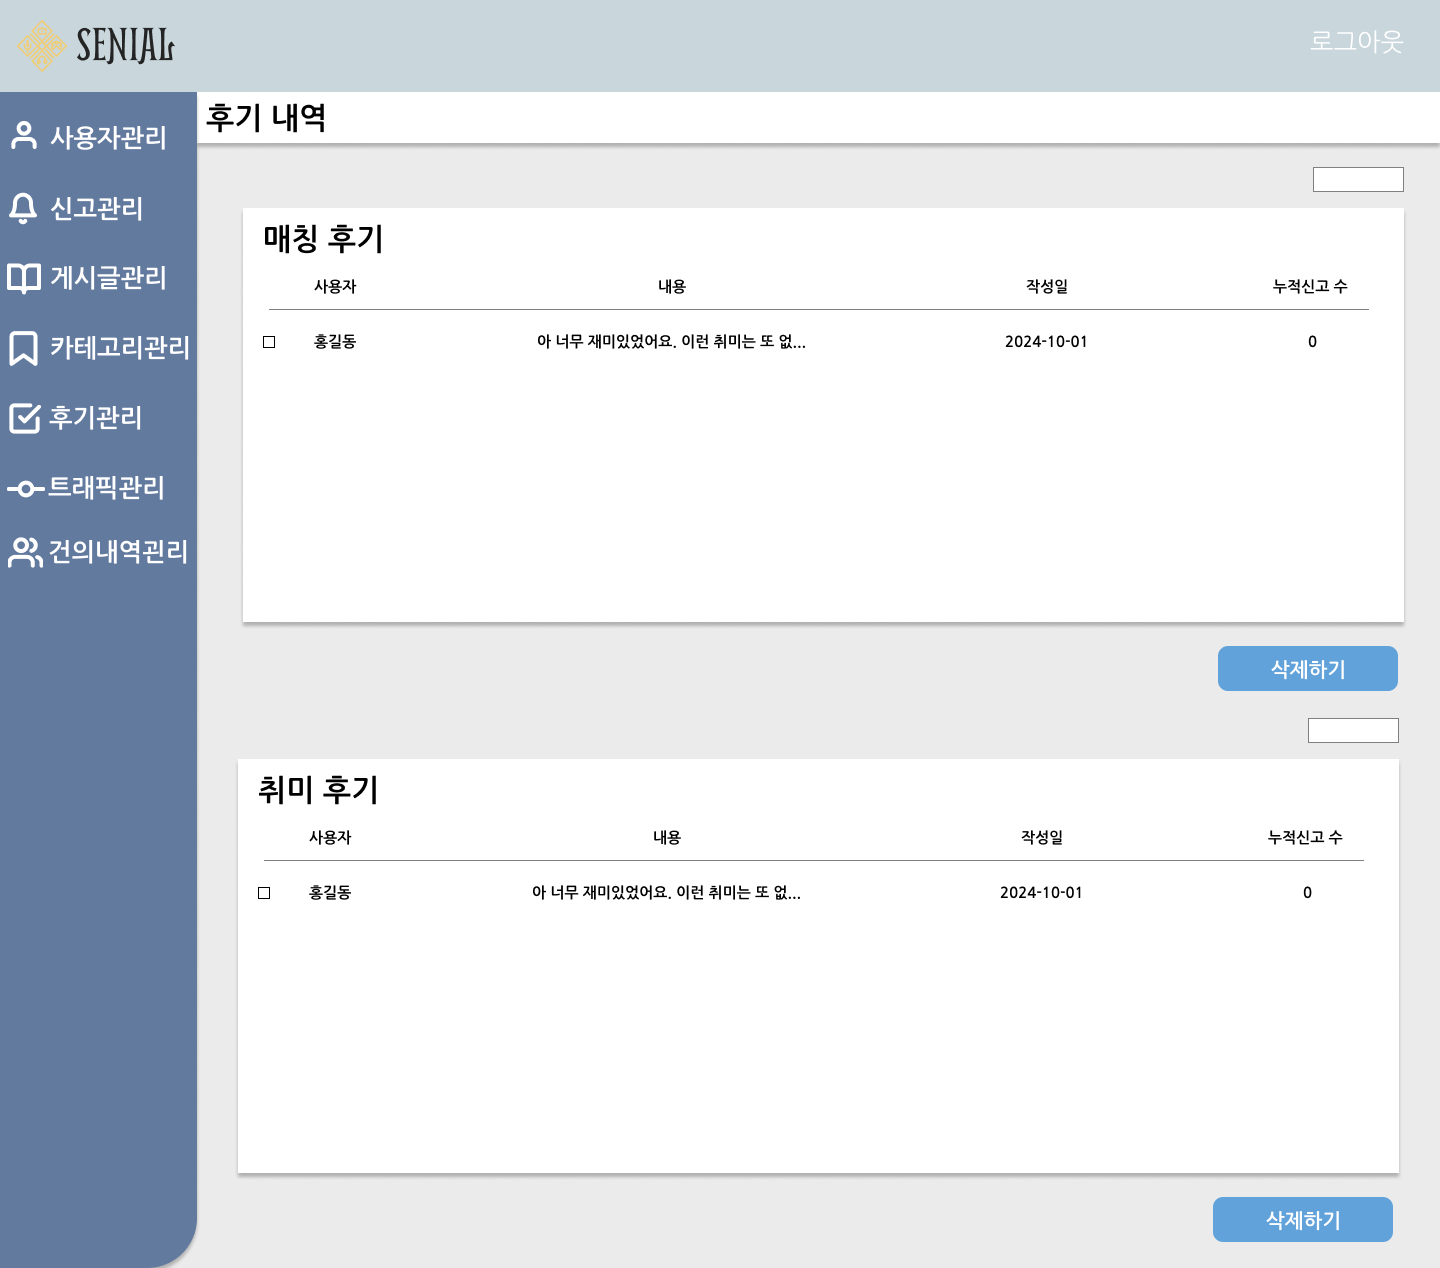 SENIAL
로그아웃
사용자관리
신고관리
게시글관리
카테고리관리
후기관리
트래픽관리
건의내역관리
후기 내역
매칭 후기
사용자 내용 작성일 누적신고 수
홍길동 아 너무 재미있었어요. 이런 취미는 또 없... 2024-10-01 0
삭제하기
취미 후기
사용자 내용 작성일 누적신고 수
홍길동 아 너무 재미있었어요. 이런 취미는 또 없... 2024-10-01 0
삭제하기